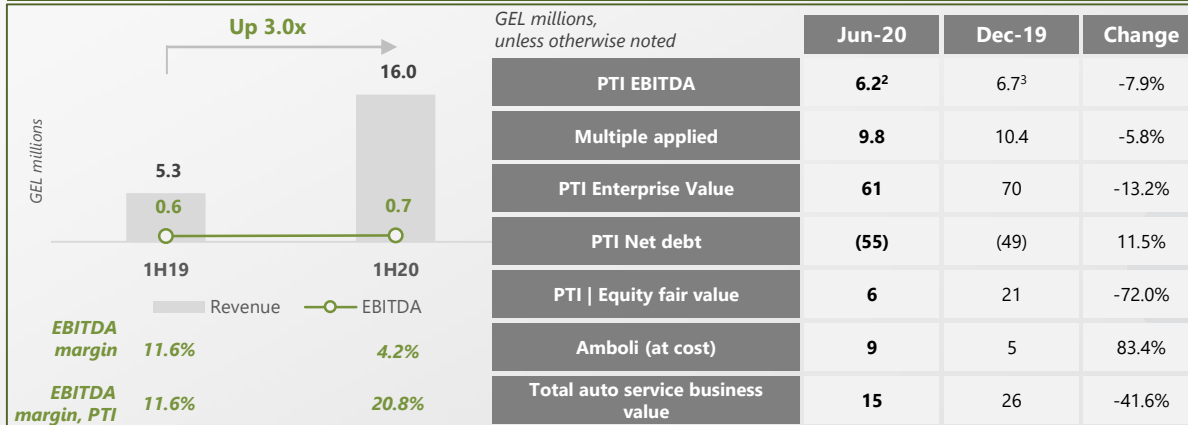 Up 3.0x
16.0
5.3
0.6
0.7
GEL millions
1H19
1H20
Revenue
EBITDA
EBITDA
margin
11.6%
4.2%
EBITDA
margin, PTI
11.6%
20.8%
GEL millions,
unless otherwise noted
Jun-20 Dec-19 Change
PTI EBITDA 6.2² 6.7³ -7.9%
Multiple applied 9.8 10.4 -5.8%
PTI Enterprise Value 61 70 -13.2%
PTI Net debt (55) (49) 11.5%
PTI | Equity fair value 6 21 -72.0%
Amboli (at cost) 9 5 83.4%
Total auto service business
value 15 26 -41.6%